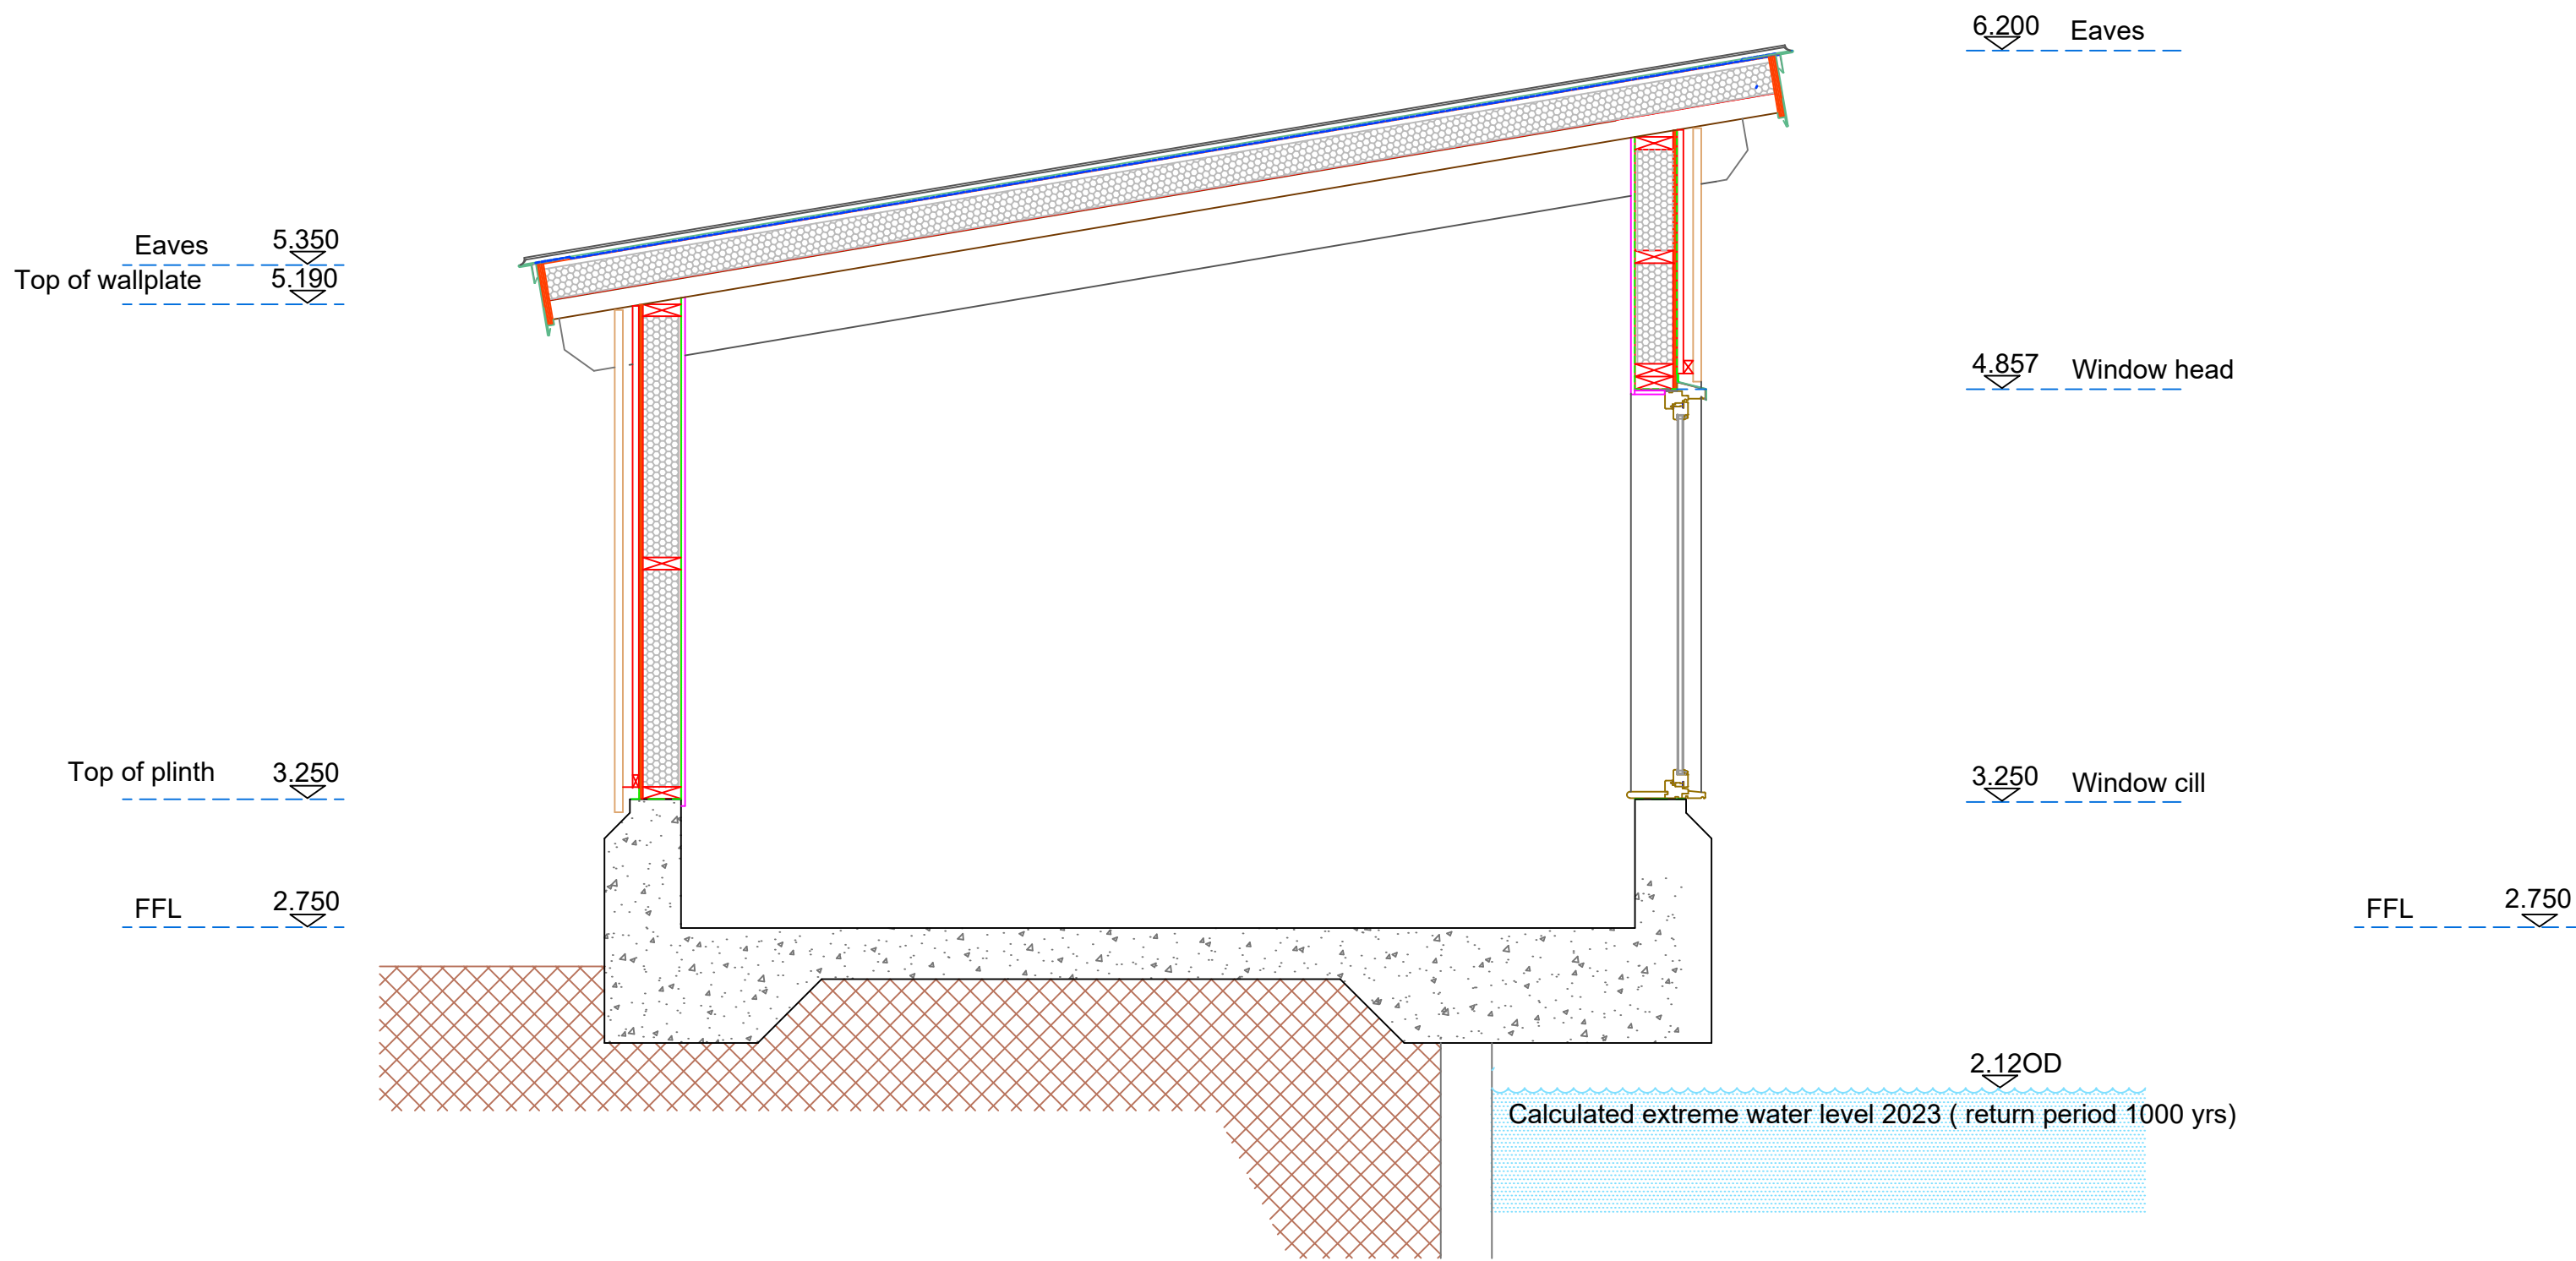 6.200 Eaves
Eaves 5.350
Top of wallplate 5.190
4.857 Window head
Top of plinth 3.250
3.250 Window cill
FFL 2.750
FFL 2.750
2.12OD
Calculated extreme water level 2023 ( return period 1000 yrs)